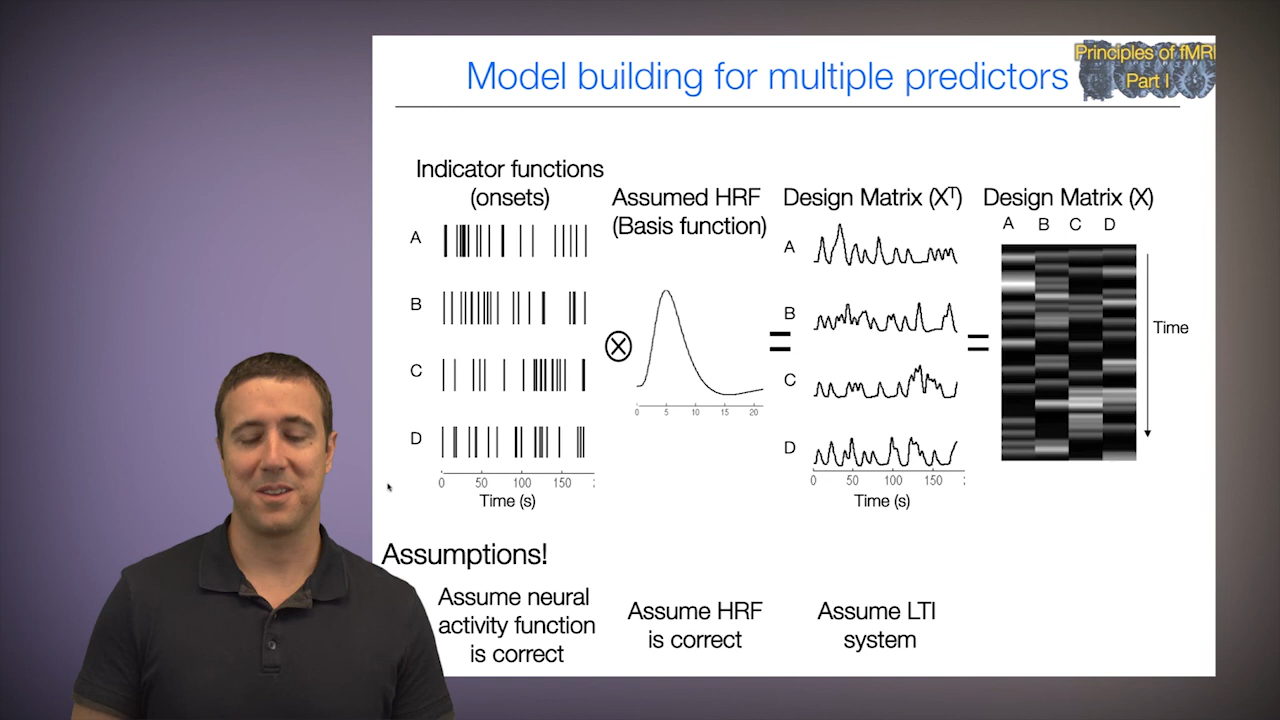 Model building for multiple predictors
Principles of fMRI
Part I
Indicator functions
(onsets)
Assumed HRF
(Basis function)
Design Matrix (Xᵀ)
Design Matrix (X)
A B C D
A
B
C
D
0 50 100 150
Time (s)
0 5 10 15 20
A
B
C
D
0 50 100 150
Time (s)
Time
Assumptions!
Assume neural
activity function
is correct
Assume HRF
is correct
Assume LTI
system